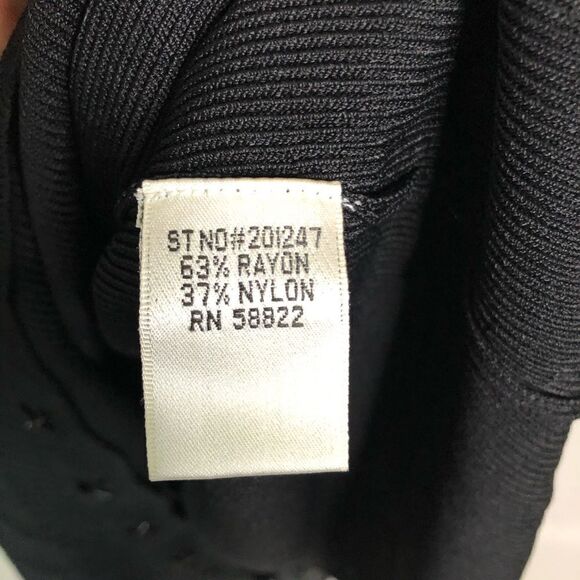 STNO#201247
63% RAYON
37% NYLON
RN 58822